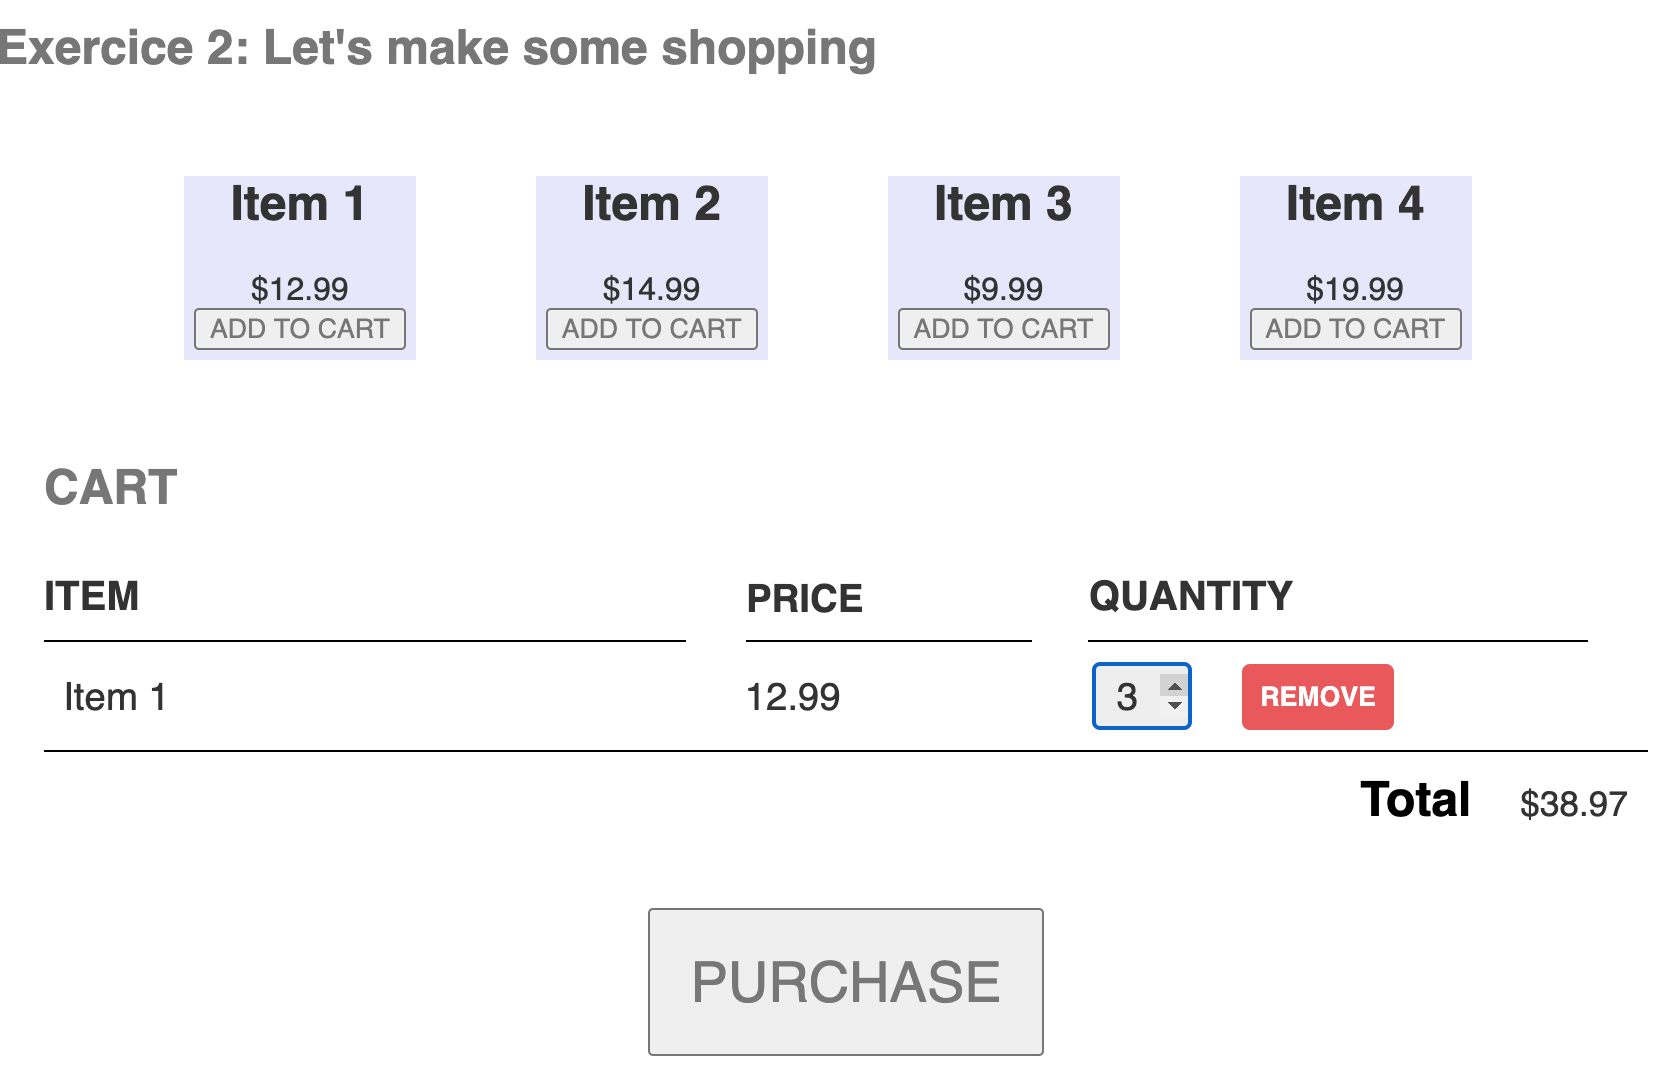 Exercice 2: Let's make some shopping
Item 1 Item 2 Item 3 Item 4
$12.99 $14.99 $9.99 $19.99
ADD TO CART ADD TO CART ADD TO CART ADD TO CART
CART
ITEM PRICE QUANTITY
Item 1 12.99 3 REMOVE
Total $38.97
PURCHASE